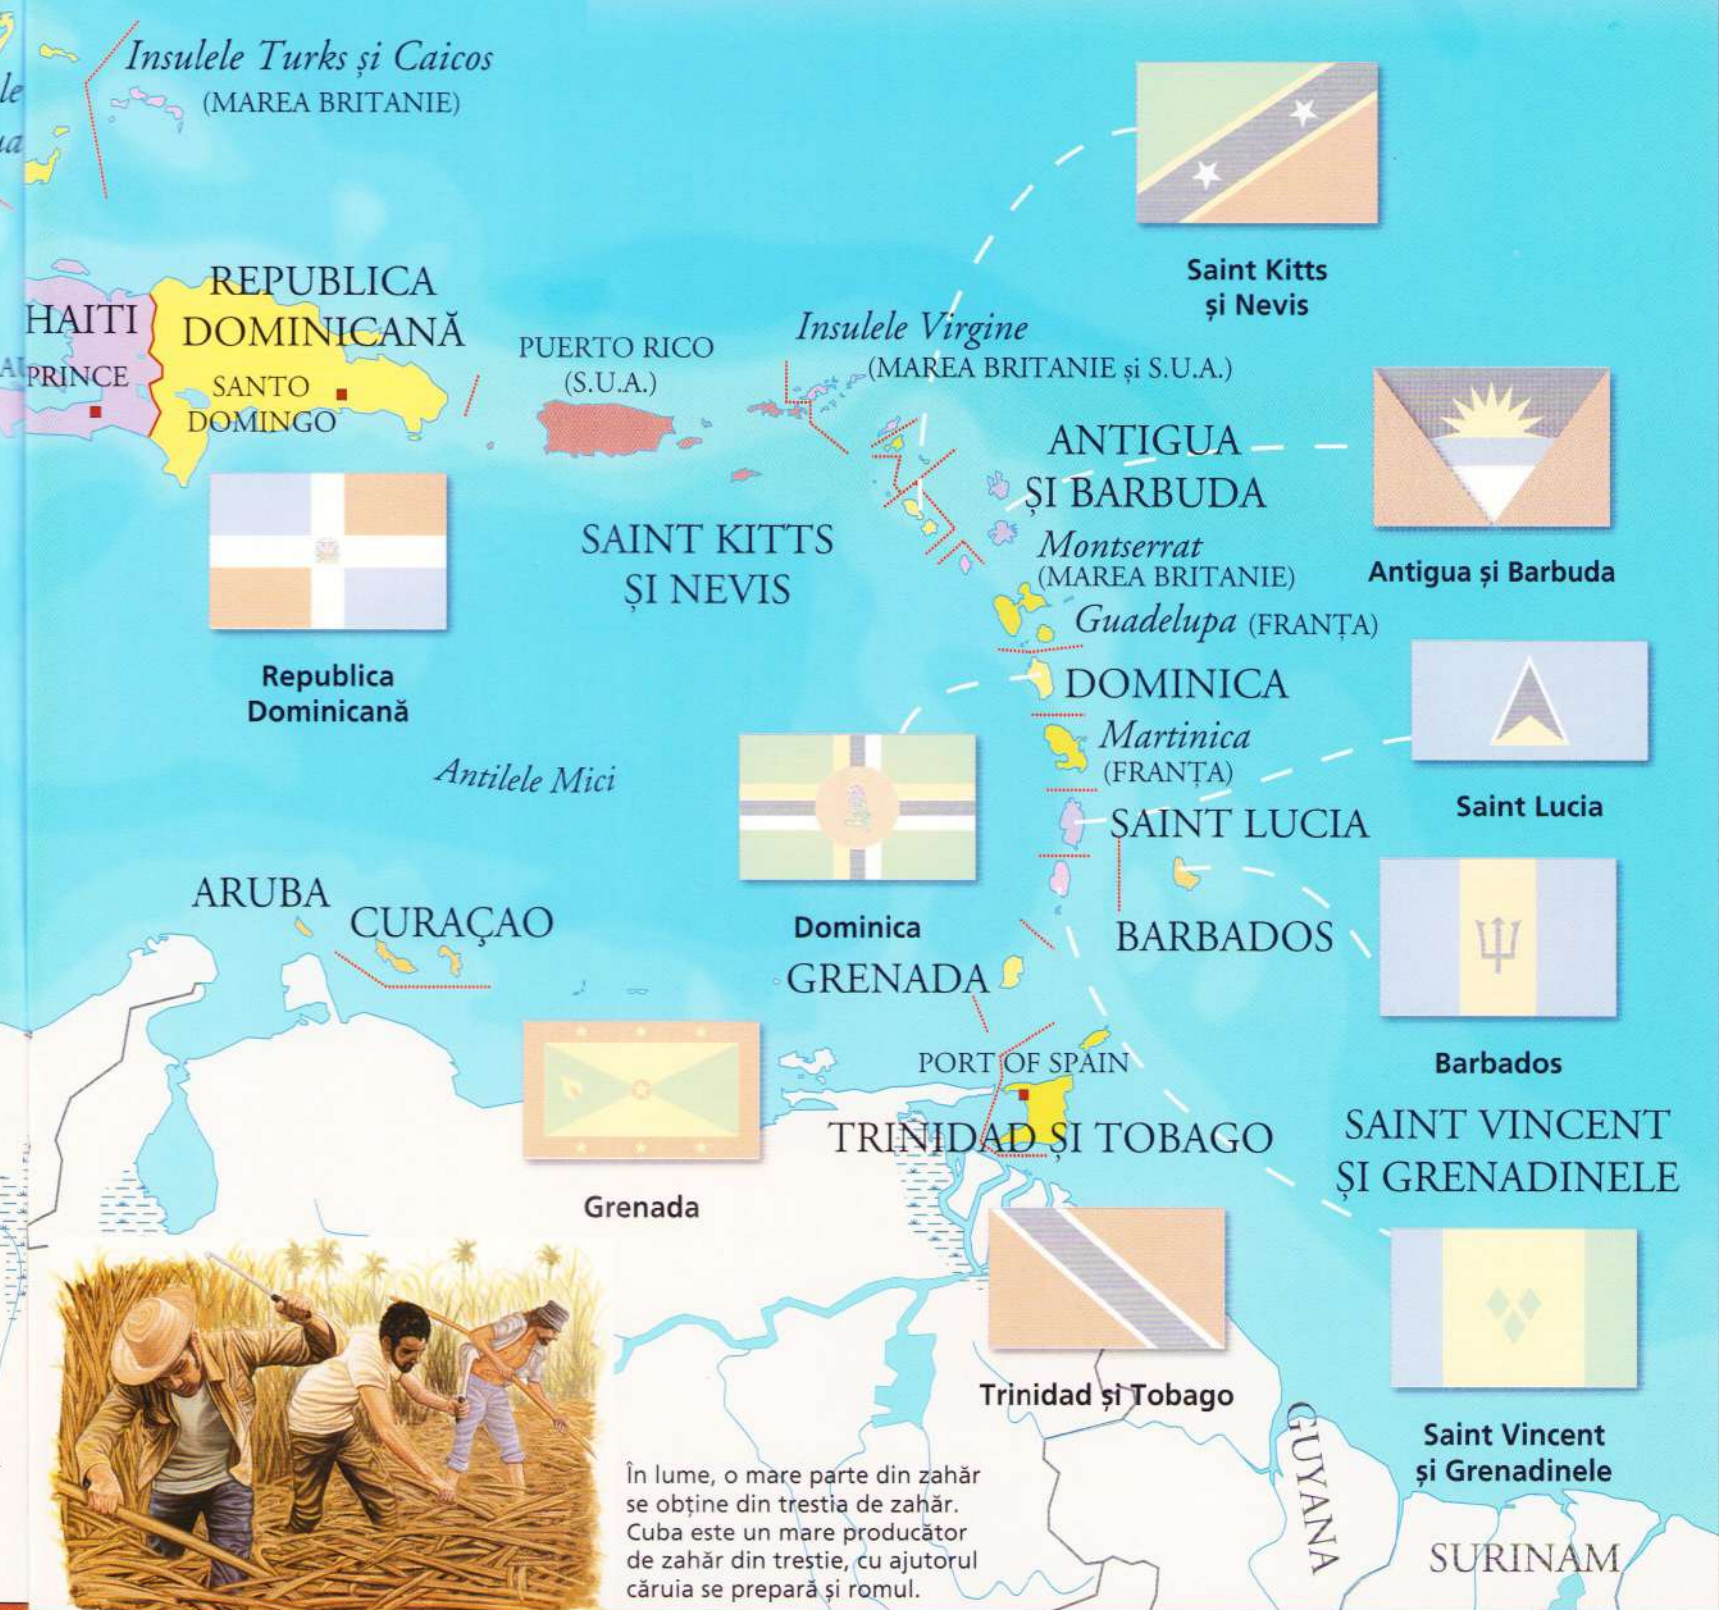 Insulele Turks și Caicos
(MAREA BRITANIE)
le
ua
REPUBLICA
DOMINICANĂ
HAITI
PRINCE
SANTO
DOMINGO
PUERTO RICO
(S.U.A.)
Insulele Virgine
(MAREA BRITANIE și S.U.A.)
Saint Kitts
și Nevis
ANTIGUA
ȘI BARBUDA
Antigua și Barbuda
SAINT KITTS
ȘI NEVIS
Montserrat
(MAREA BRITANIE)
Guadelupa (FRANȚA)
Republica
Dominicană
DOMINICA
Martinica
(FRANȚA)
Antilele Mici
SAINT LUCIA
Saint Lucia
ARUBA
CURAÇAO
Dominica
GRENADA
BARBADOS
Barbados
PORT OF SPAIN
TRINIDAD ȘI TOBAGO
SAINT VINCENT
ȘI GRENADINELE
Grenada
Trinidad și Tobago
Saint Vincent
și Grenadinele
GUYANA
SURINAM
În lume, o mare parte din zahăr
se obține din trestia de zahăr.
Cuba este un mare producător
de zahăr din trestie, cu ajutorul
căruia se prepară și romul.